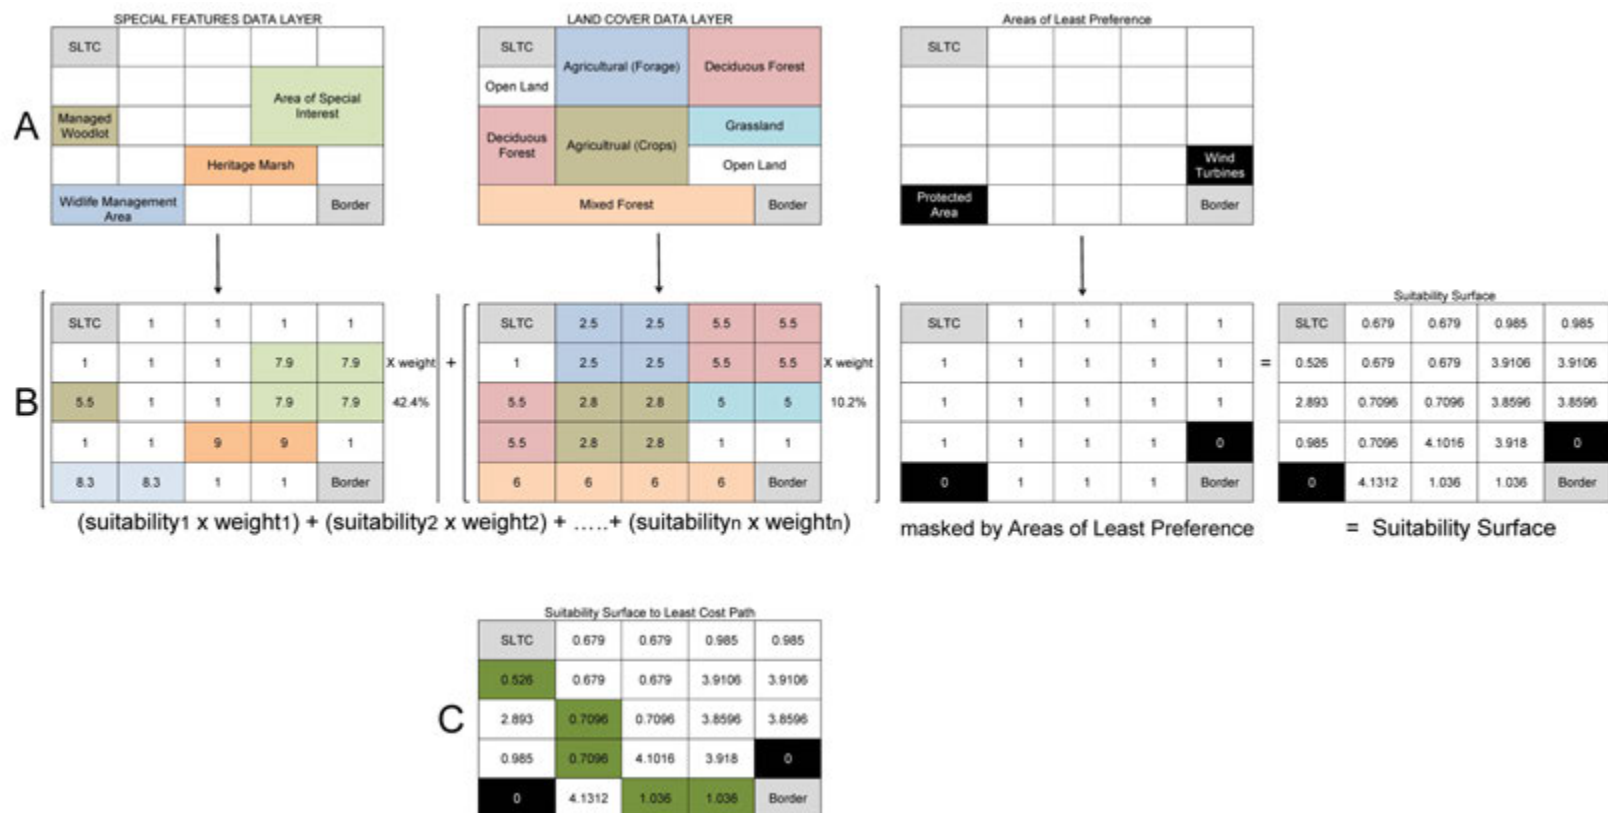 SPECIAL FEATURES DATA LAYER
LAND COVER DATA LAYER
Areas of Least Preference
A
SLTC
Area of Special
Interest
Managed
Woodlot
Heritage Marsh
Widlife Management
Area
Border
SLTC
Agricultural (Forage)
Deciduous Forest
Open Land
Deciduous
Forest
Agricultrual (Crops)
Grassland
Open Land
Mixed Forest
Border
SLTC
Wind
Turbines
Protected
Area
Border
B
SLTC 1 1 1 1
1 1 1 7.9 7.9
5.5 1 1 7.9 7.9
1 1 9 9 1
8.3 8.3 1 1 Border
X weight
42.4%
+
SLTC 2.5 2.5 5.5 5.5
1 2.5 2.5 5.5 5.5
5.5 2.8 2.8 5 5
5.5 2.8 2.8 1 1
6 6 6 6 Border
X weight
10.2%
SLTC 1 1 1 1
1 1 1 1 1
1 1 1 1 1
1 1 1 1 0
0 1 1 1 Border
=
Suitability Surface
SLTC 0.679 0.679 0.985 0.985
0.526 0.679 0.679 3.9106 3.9106
2.893 0.7096 0.7096 3.8596 3.8596
0.985 0.7096 4.1016 3.918 0
0 4.1312 1.036 1.036 Border
(suitability1 x weight1) + (suitability2 x weight2) + .....+ (suitabilityn x weightn)
masked by Areas of Least Preference
= Suitability Surface
Suitability Surface to Least Cost Path
C
SLTC 0.679 0.679 0.985 0.985
0.526 0.679 0.679 3.9106 3.9106
2.893 0.7096 0.7096 3.8596 3.8596
0.985 0.7096 4.1016 3.918 0
0 4.1312 1.036 1.036 Border